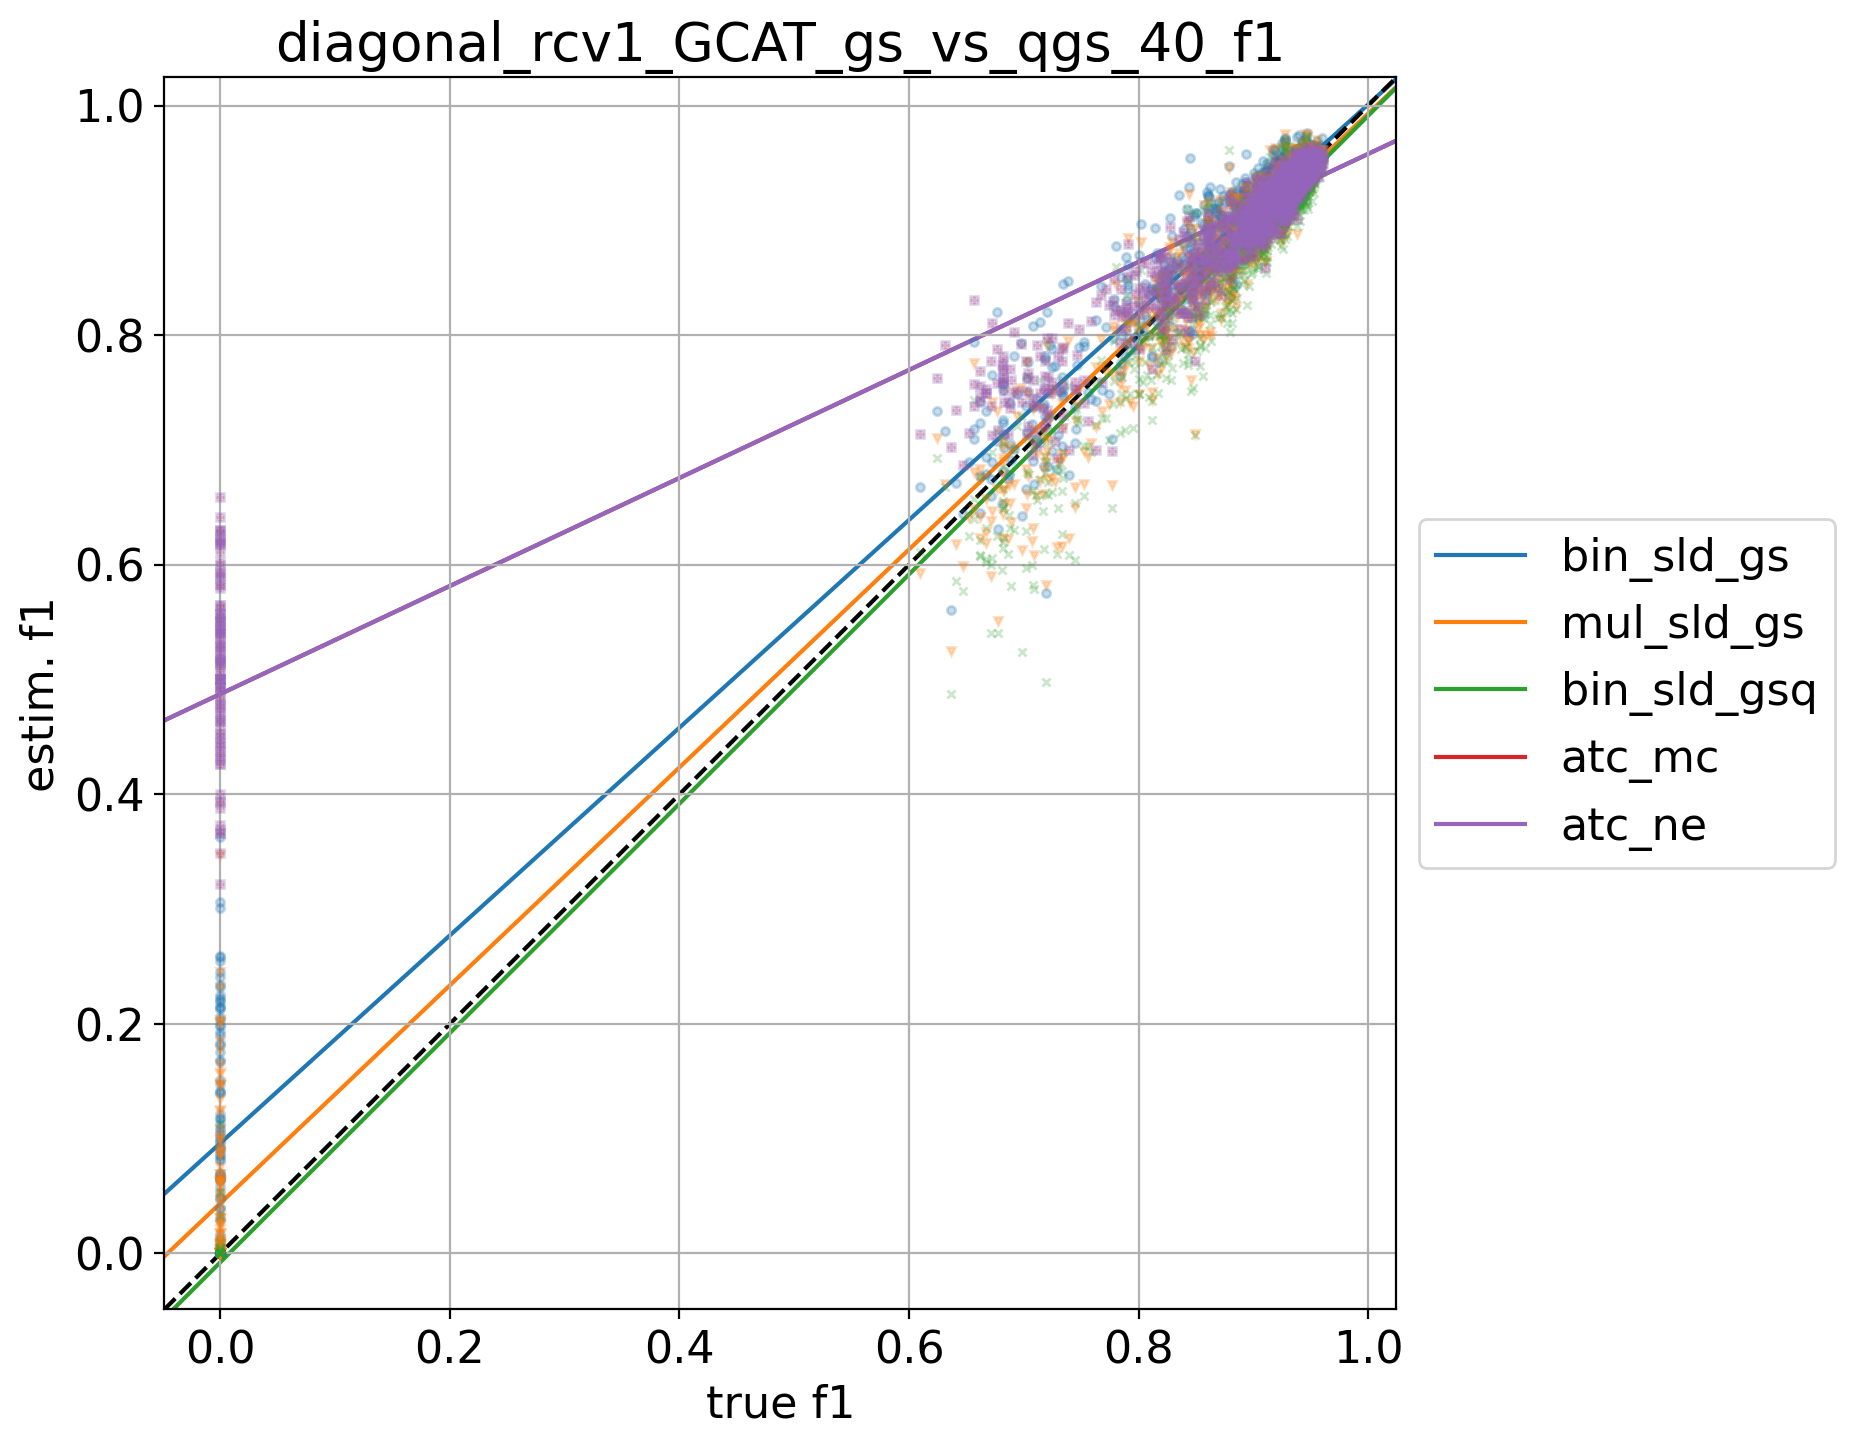 diagonal_rcv1_GCAT_gs_vs_qgs_40_f1
1.0
0.8
0.6
0.4
0.2
0.0
estim. f1
0.0 0.2 0.4 0.6 0.8 1.0
true f1
bin_sld_gs
mul_sld_gs
bin_sld_gsq
atc_mc
atc_ne